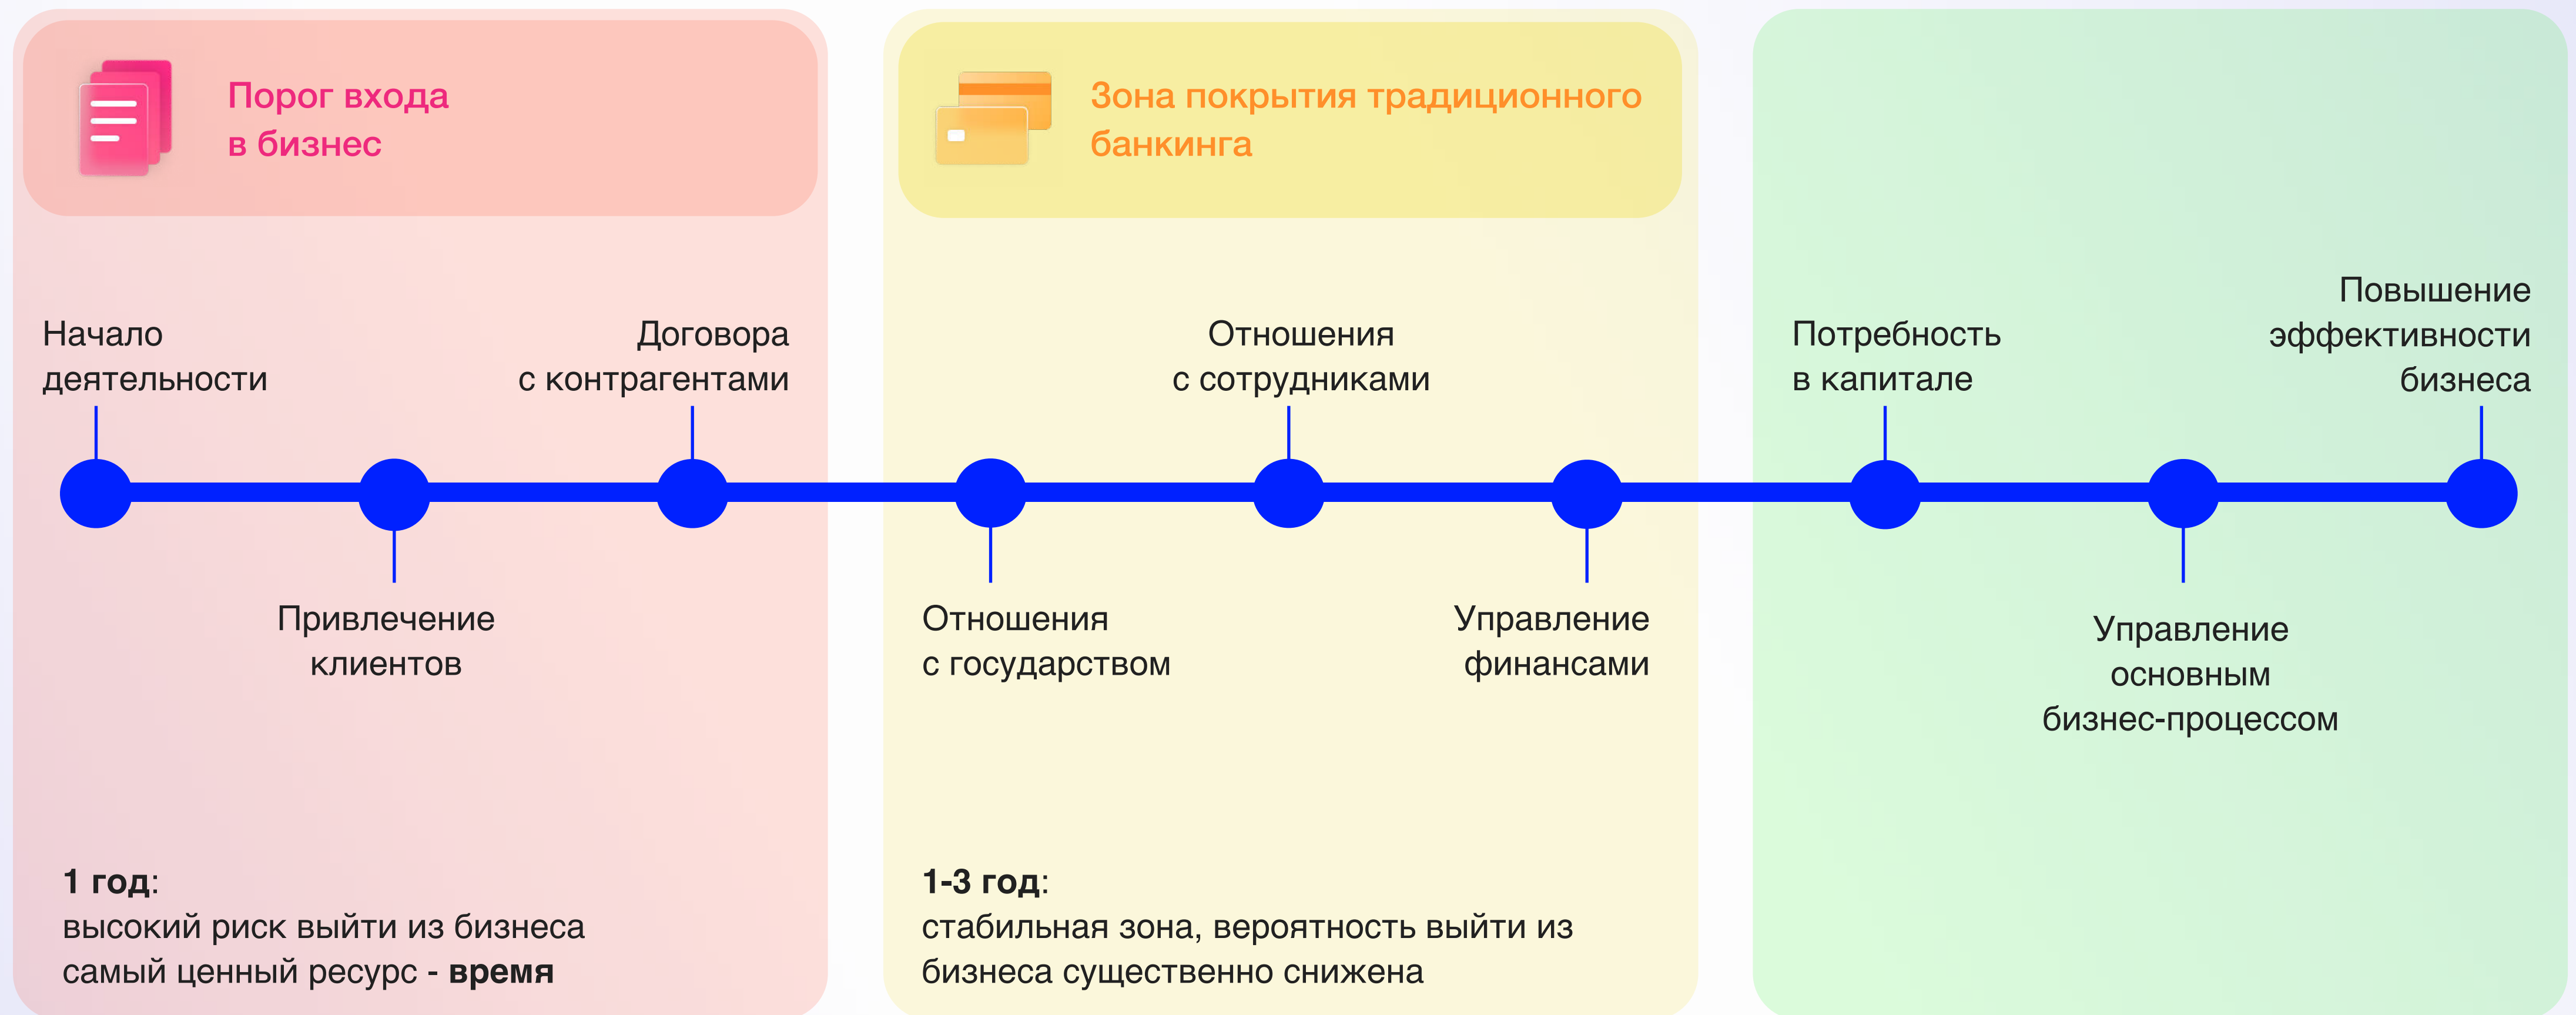 Порог входа
в бизнес
Зона покрытия традиционного
банкинга
Начало
деятельности
Договора
с контрагентами
Привлечение
клиентов
Отношения
с сотрудниками
Отношения
с государством
Управление
финансами
Потребность
в капитале
Повышение
эффективности
бизнеса
Управление
основным
бизнес-процессом
1 год:
высокий риск выйти из бизнеса
самый ценный ресурс - время
1-3 год:
стабильная зона, вероятность выйти из
бизнеса существенно снижена